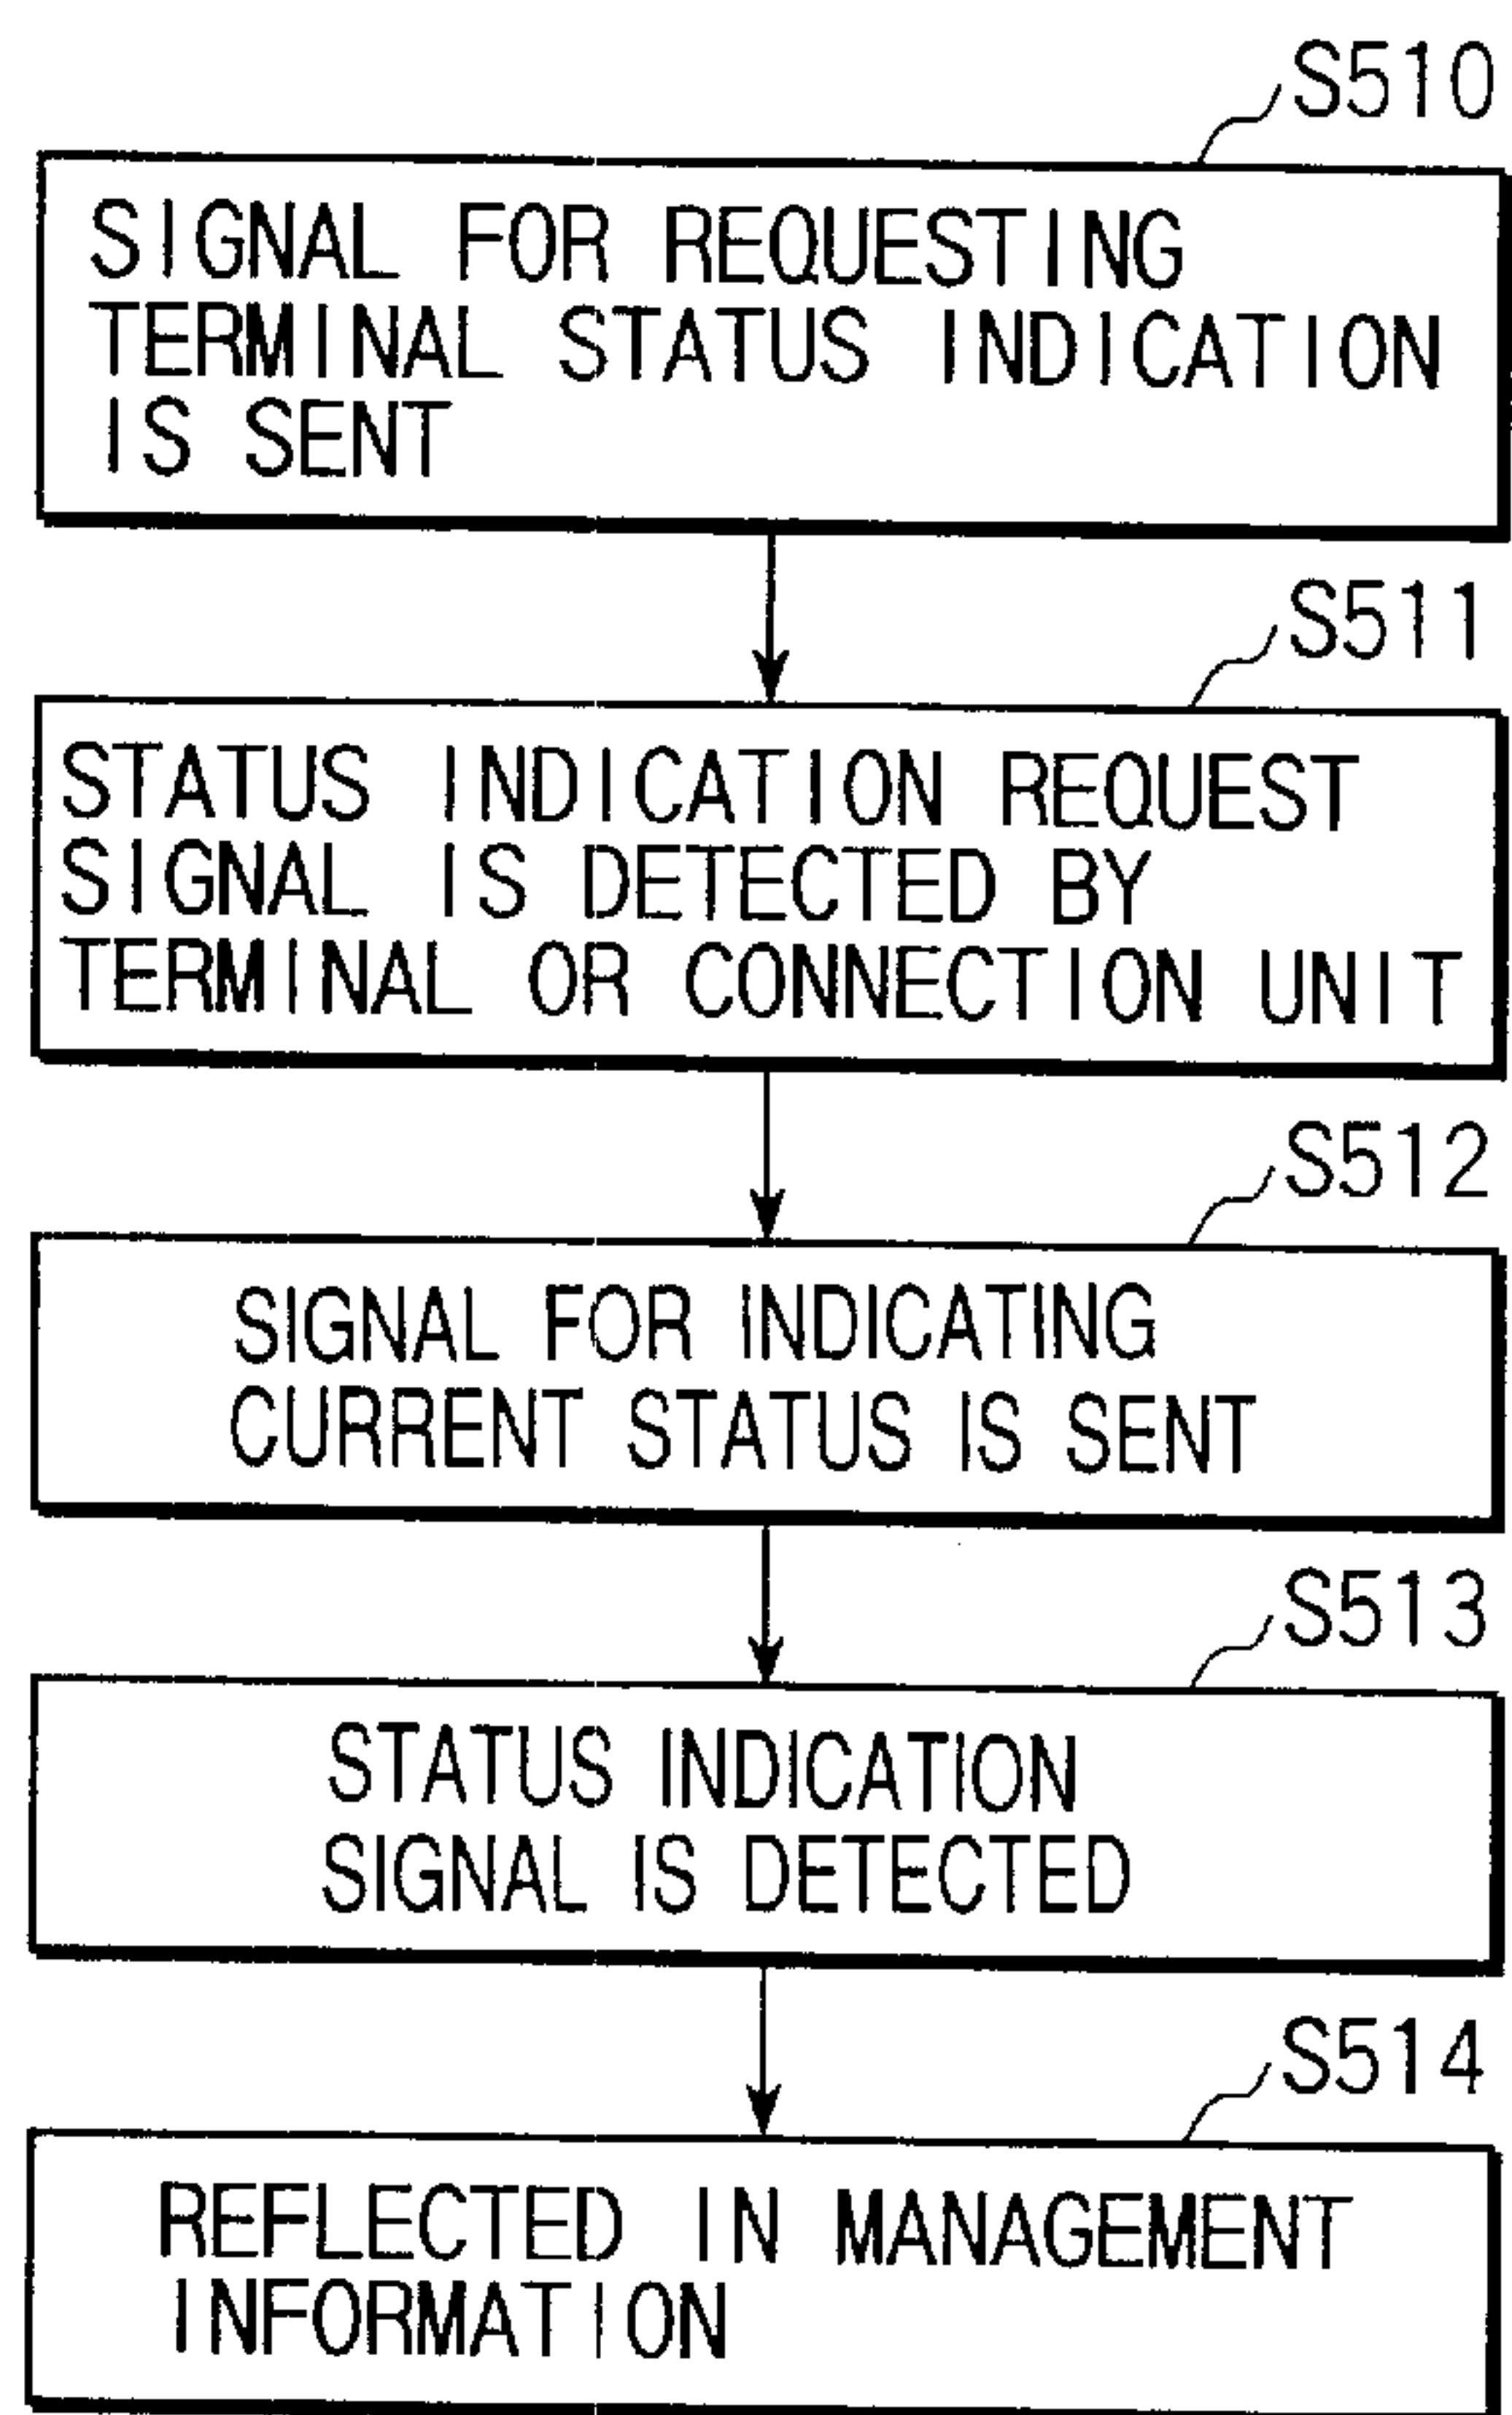 S510
SIGNAL FOR REQUESTING
TERMINAL STATUS INDICATION
IS SENT
S511
STATUS INDICATION REQUEST
SIGNAL IS DETECTED BY
TERMINAL OR CONNECTION UNIT
S512
SIGNAL FOR INDICATING
CURRENT STATUS IS SENT
S513
STATUS INDICATION
SIGNAL IS DETECTED
S514
REFLECTED IN MANAGEMENT
INFORMATION